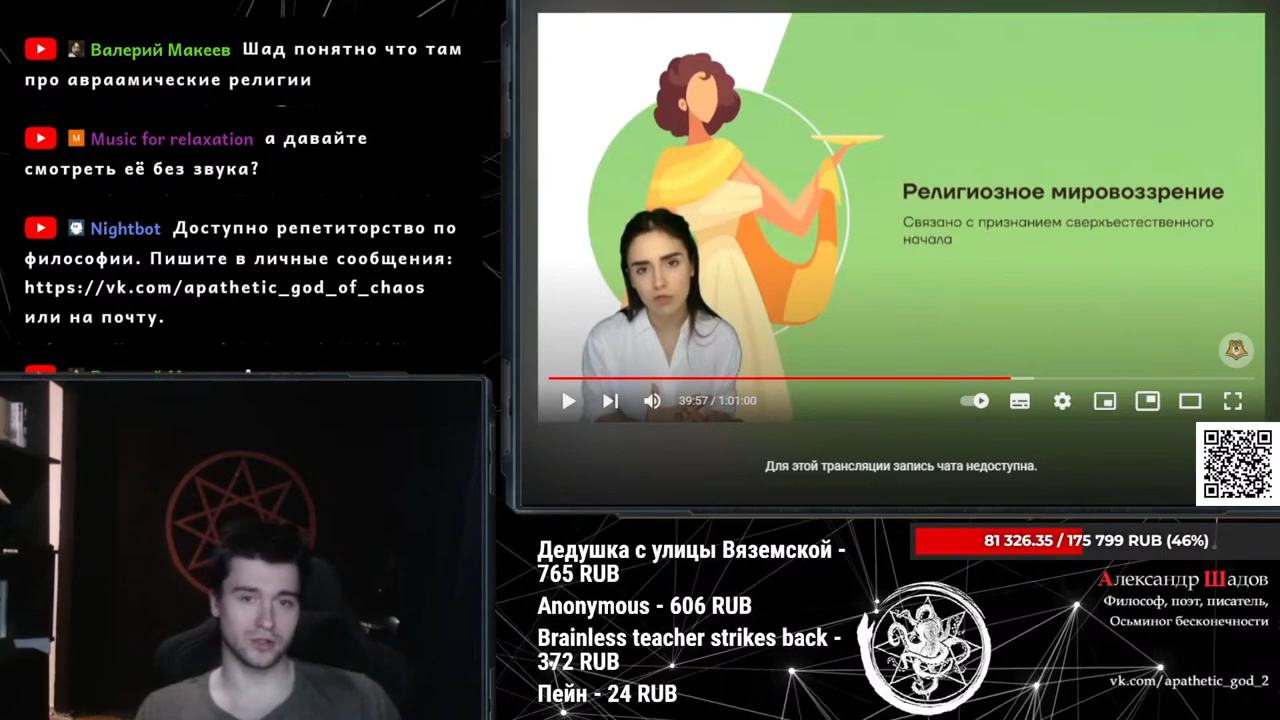 Валерий Макеев Шад понятно что там
про авраамические религии
Music for relaxation а давайте
смотреть её без звука?
Nightbot Доступно репетиторство по
философии. Пишите в личные сообщения:
https://vk.com/apathetic_god_of_chaos
или на почту.
Религиозное мировоззрение
Связано с признанием сверхъестественного
начала
39:57 / 1:01:00
Для этой трансляции запись чата недоступна.
Дедушка с улицы Вяземской -
765 RUB
Anonymous - 606 RUB
Brainless teacher strikes back -
372 RUB
Пейн - 24 RUB
81 326.35 / 175 799 RUB (46%)
Александр Шадов
Философ, поэт, писатель,
Осьминог бесконечности
vk.com/apathetic_god_2